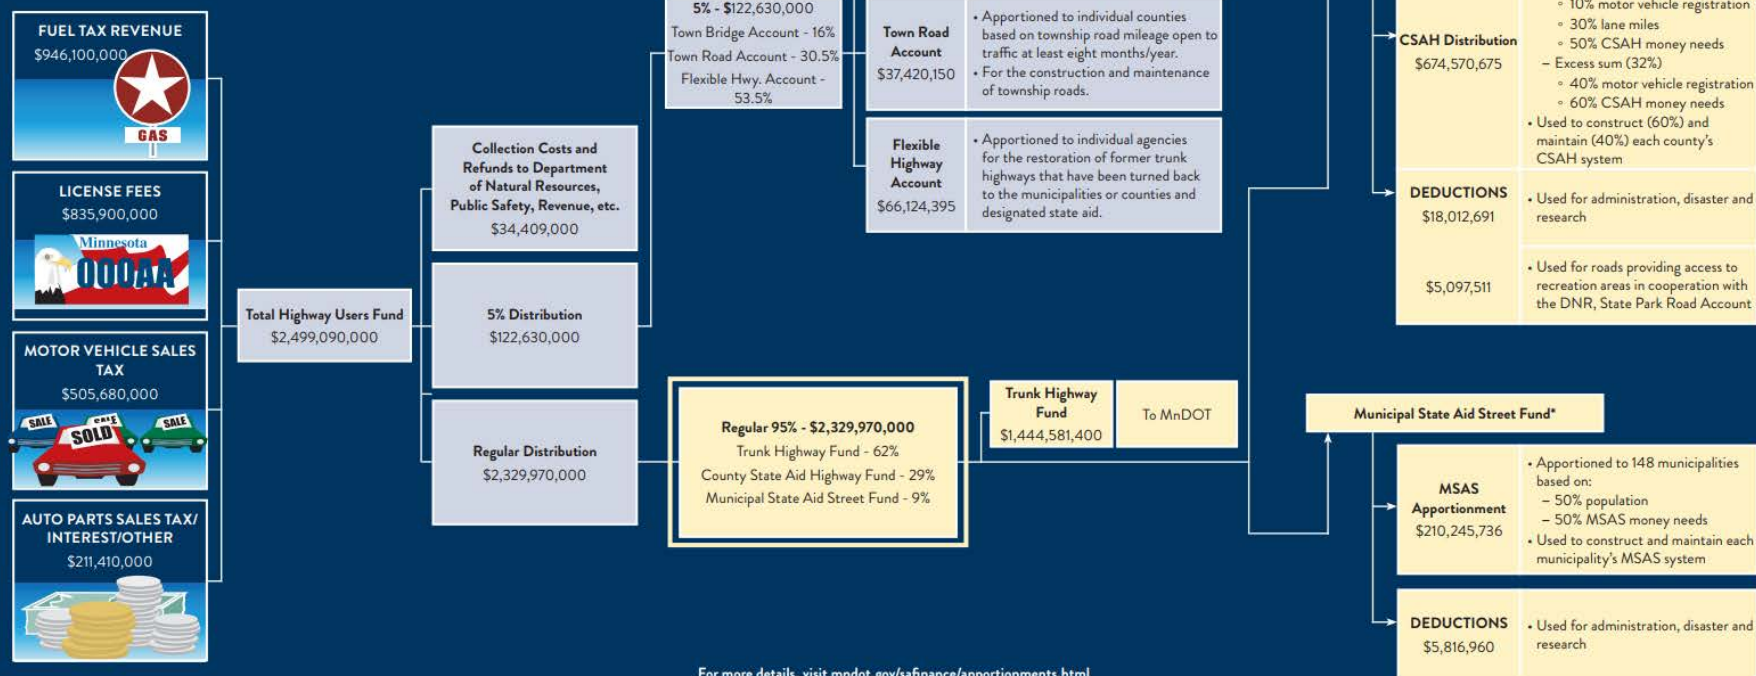 FUEL TAX REVENUE
$946,100,000
GAS
LICENSE FEES
$835,900,000
Minnesota
000AA
MOTOR VEHICLE SALES
TAX
$505,680,000
SALE
SALE
SALE
SOLD
AUTO PARTS SALES TAX/
INTEREST/OTHER
$211,410,000
Total Highway Users Fund
$2,499,090,000
Collection Costs and
Refunds to Department
of Natural Resources,
Public Safety, Revenue, etc.
$34,409,000
5% Distribution
$122,630,000
Regular Distribution
$2,329,970,000
5% - $122,630,000
Town Bridge Account - 16%
Town Road Account - 30.5%
Flexible Hwy. Account -
53.5%
Town Road
Account
$37,420,150
• Apportioned to individual counties
based on township road mileage open to
traffic at least eight months/year.
• For the construction and maintenance
of township roads.
Flexible
Highway
Account
$66,124,395
• Apportioned to individual agencies
for the restoration of former trunk
highways that have been turned back
to the municipalities or counties and
designated state aid.
Regular 95% - $2,329,970,000
Trunk Highway Fund - 62%
County State Aid Highway Fund - 29%
Municipal State Aid Street Fund - 9%
Trunk Highway
Fund
$1,444,581,400
To MnDOT
CSAH Distribution
$674,570,675
◦ 10% motor vehicle registration
◦ 30% lane miles
◦ 50% CSAH money needs
– Excess sum (32%)
◦ 40% motor vehicle registration
◦ 60% CSAH money needs
• Used to construct (60%) and
maintain (40%) each county's
CSAH system
DEDUCTIONS
$18,012,691
• Used for administration, disaster and
research
$5,097,511
• Used for roads providing access to
recreation areas in cooperation with
the DNR, State Park Road Account
Municipal State Aid Street Fund*
MSAS
Apportionment
$210,245,736
• Apportioned to 148 municipalities
based on:
– 50% population
– 50% MSAS money needs
• Used to construct and maintain each
municipality's MSAS system
DEDUCTIONS
$5,816,960
• Used for administration, disaster and
research
For more details, visit mndot.gov/safinance/apportionments.html